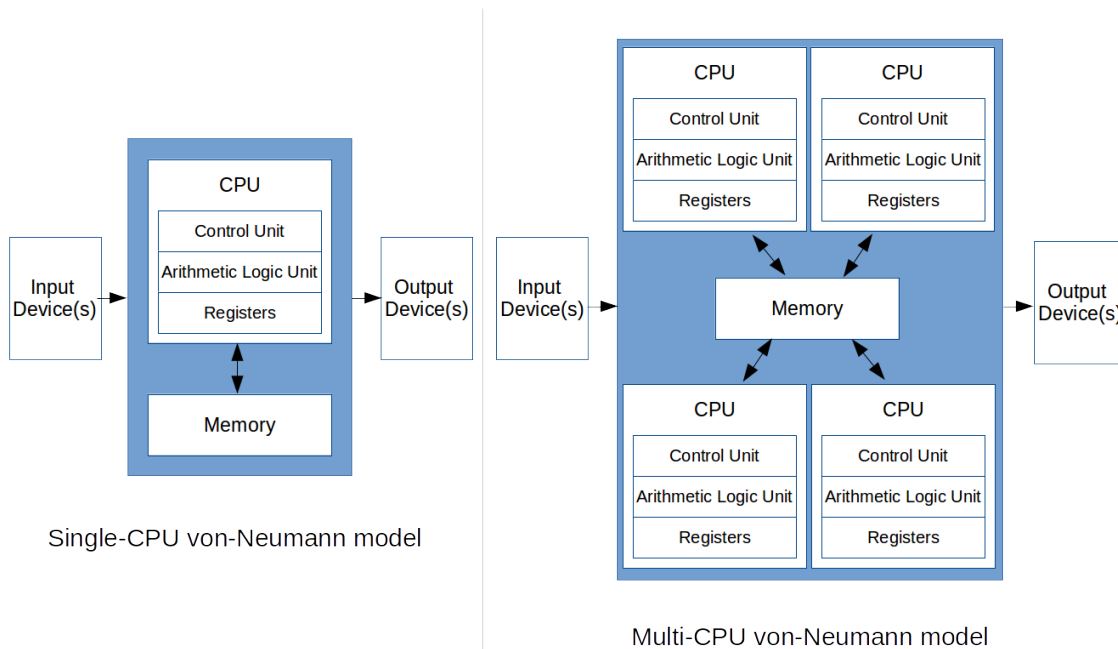 CPU
Control Unit
Arithmetic Logic Unit
Registers
Memory
Input
Device(s)
Output
Device(s)
Single-CPU von-Neumann model
CPU
Control Unit
Arithmetic Logic Unit
Registers
CPU
Control Unit
Arithmetic Logic Unit
Registers
Input
Device(s)
Memory
Output
Device(s)
CPU
Control Unit
Arithmetic Logic Unit
Registers
CPU
Control Unit
Arithmetic Logic Unit
Registers
Multi-CPU von-Neumann model